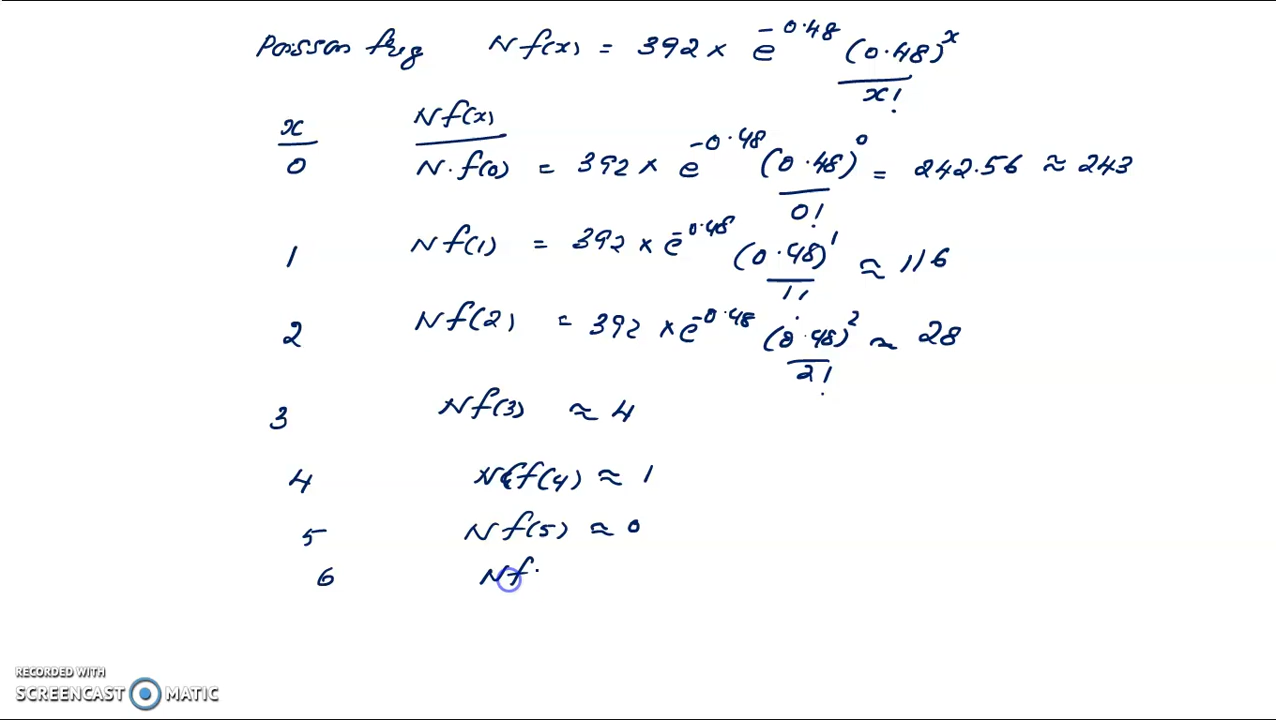 Poisson freq Nf(x) = 392 × e^-0.48 (0.48)^x / x!
x Nf(x)
0 N.f(0) = 392 × e^-0.48 (0.48)^0 / 0! = 242.56 ≈ 243
1 Nf(1) = 392 × e^-0.48 (0.48)^1 / 1! ≈ 116
2 Nf(2) = 392 × e^-0.48 (0.48)^2 / 2! ≈ 28
3 Nf(3) ≈ 4
4 Nf(4) ≈ 1
5 Nf(5) ≈ 0
6 Nf.
RECORDED WITH
SCREENCAST MATIC